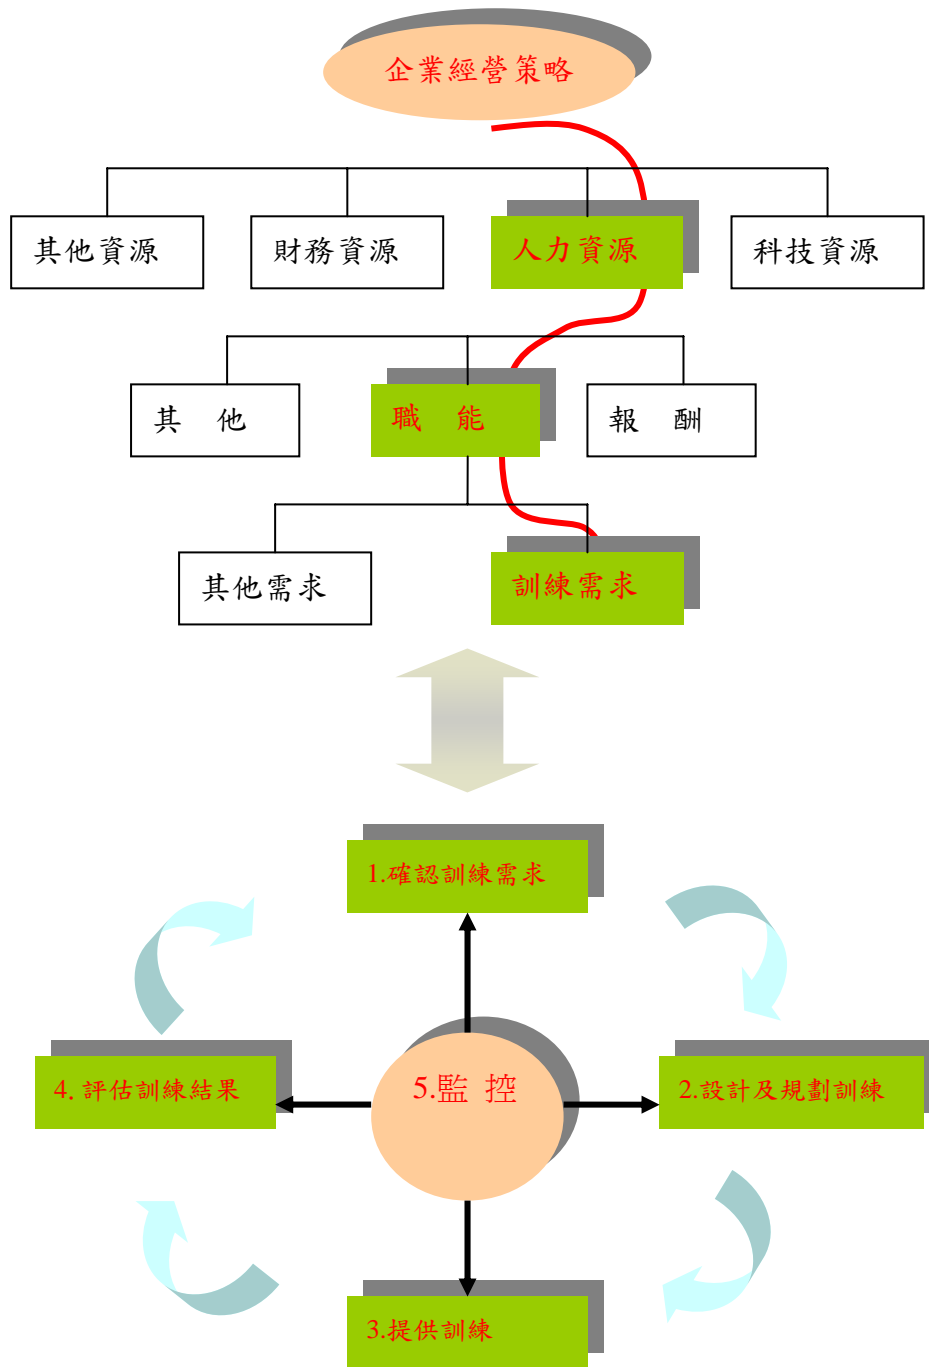 企業經營策略
其他資源
財務資源
人力資源
科技資源
其 他
職 能
報 酬
其他需求
訓練需求
1.確認訓練需求
4. 評估訓練結果
5.監 控
2.設計及規劃訓練
3.提供訓練